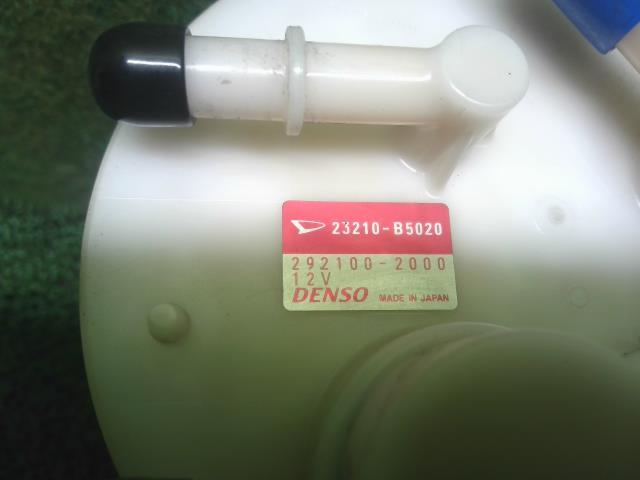 23210-B5020
292100-2000
12V
DENSO MADE IN JAPAN